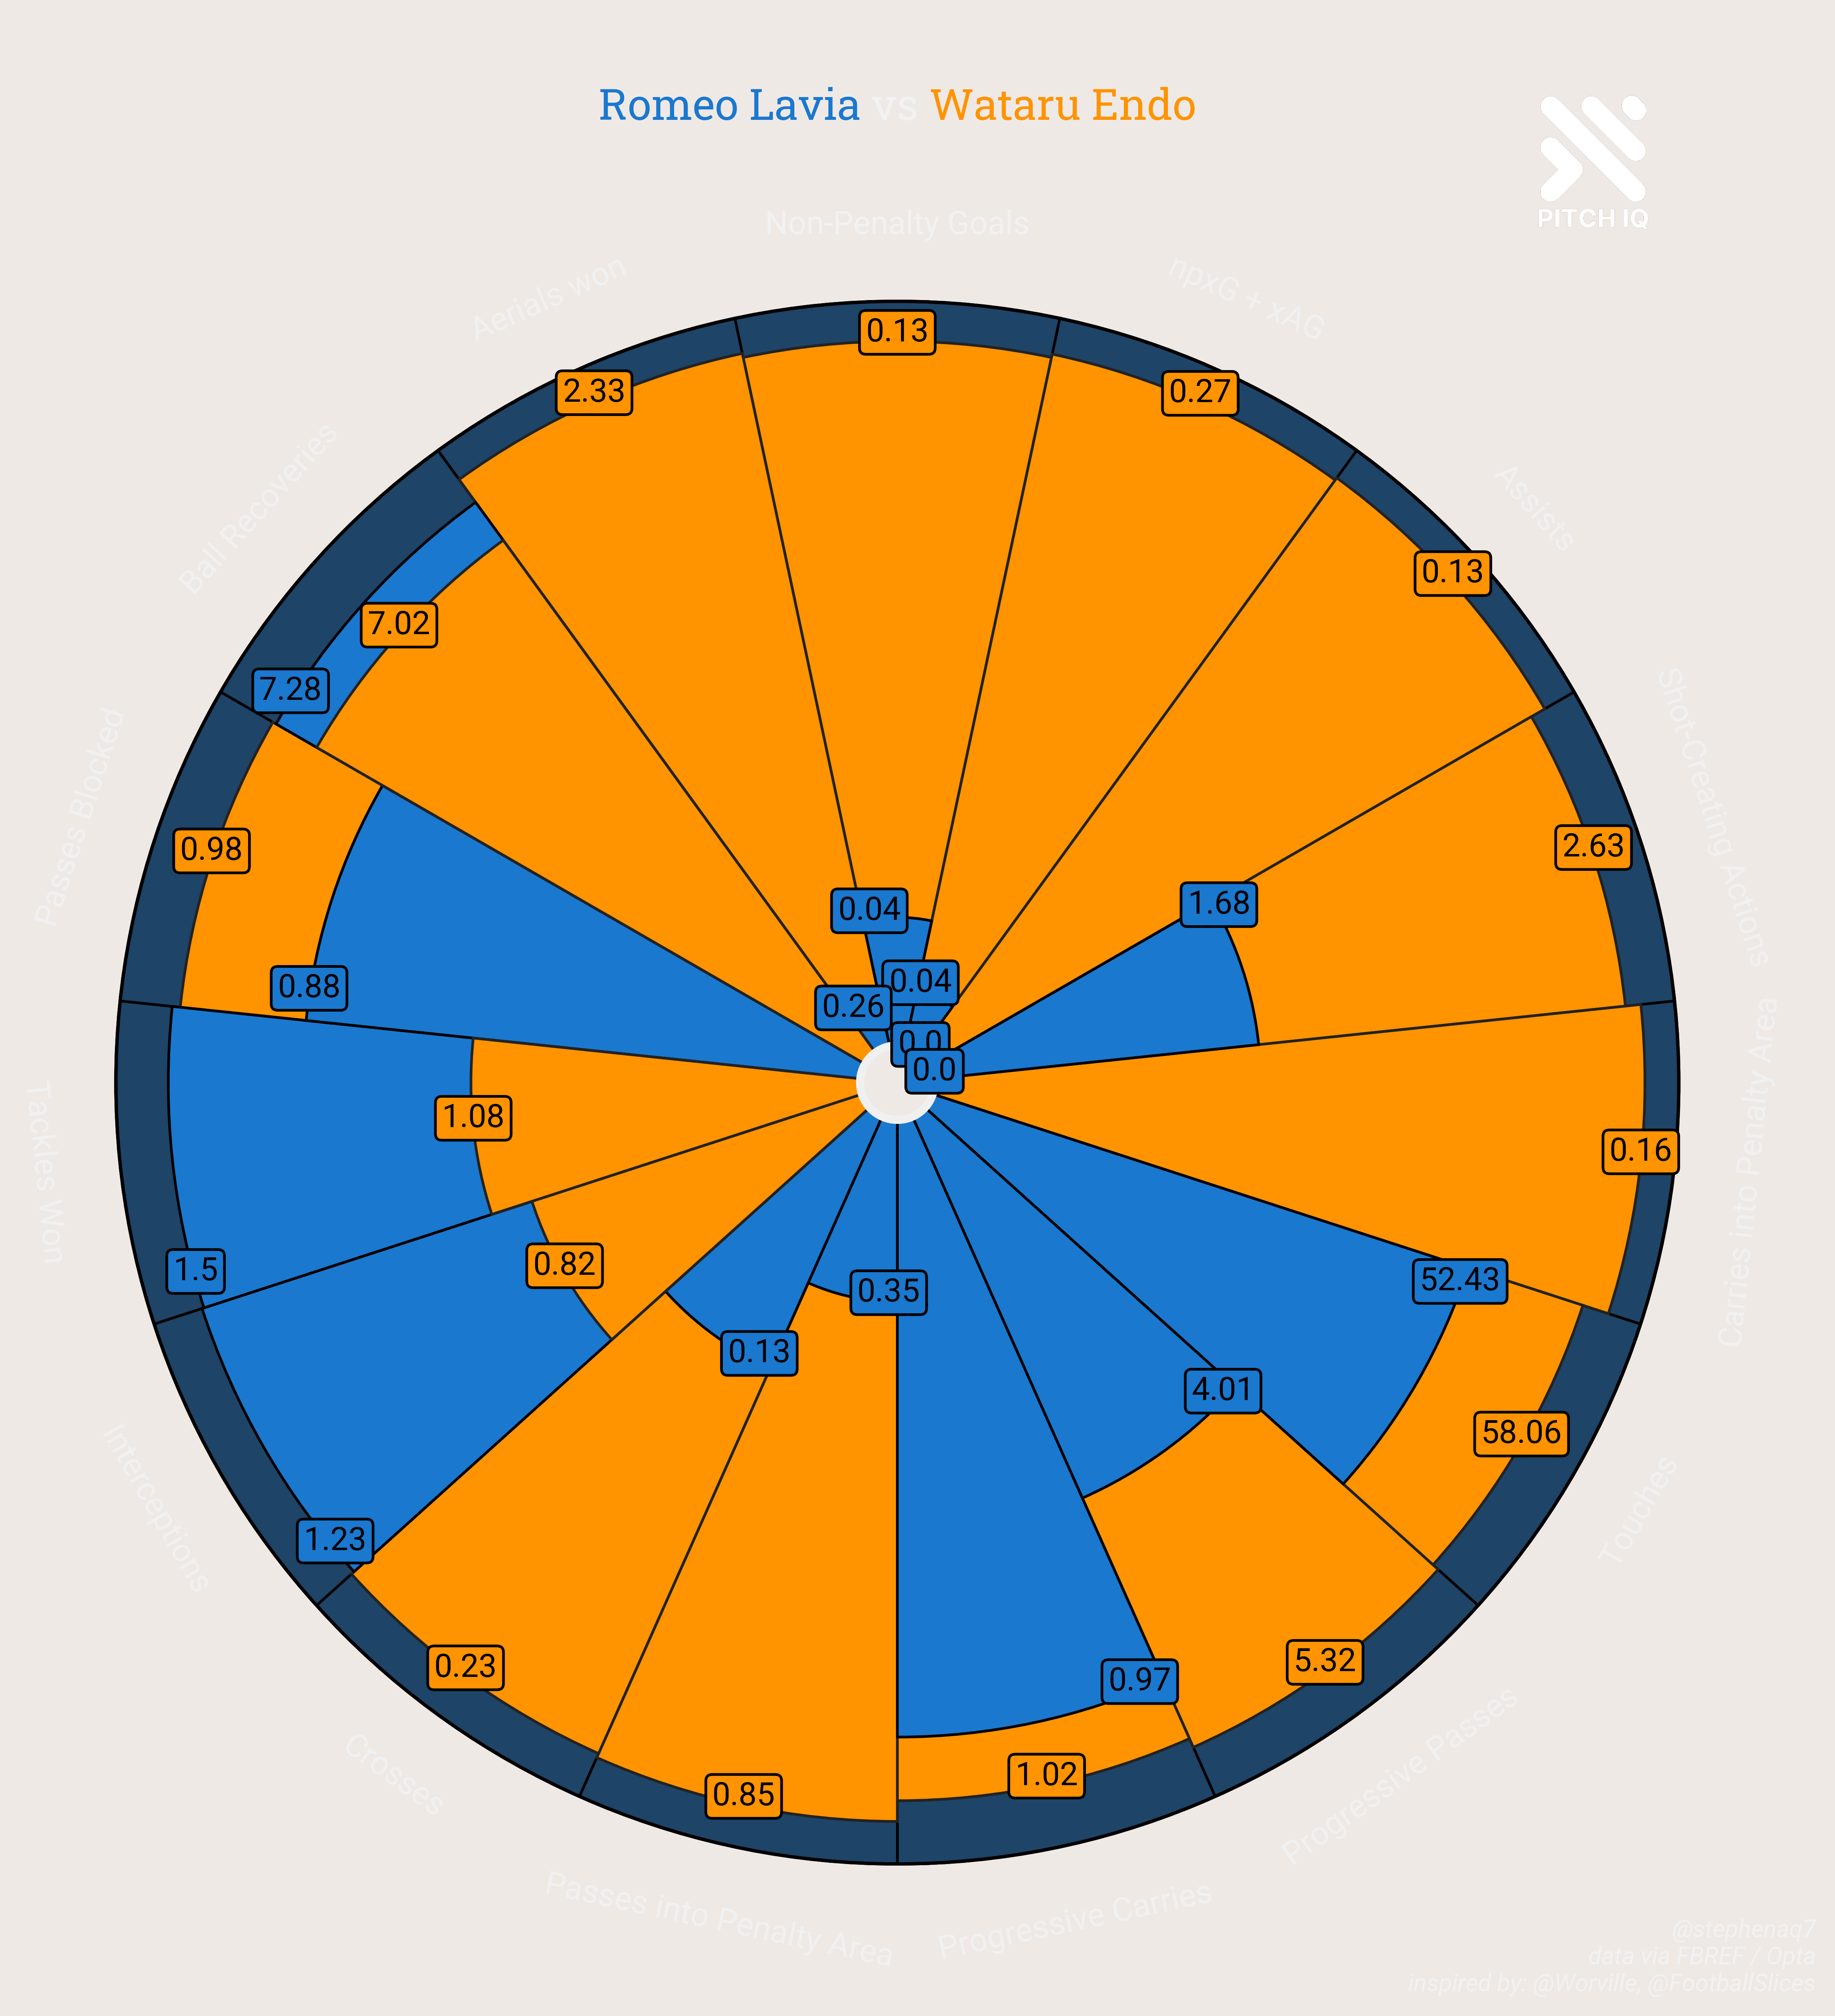 Romeo Lavia vs Wataru Endo
PITCH IQ
Non-Penalty Goals
Aerials won
npxG + xAG
0.13
2.33
0.27
Ball Recoveries
Assists
0.13
7.02
7.28
Passes Blocked
Shot-Creating Actions
0.98
2.63
0.04
1.68
0.88
0.04
0.26
0.0
0.0
Tackles Won
1.08
0.16
Carries into Penalty Area
1.5
0.82
0.35
52.43
0.13
4.01
58.06
Interceptions
Touches
1.23
0.23
0.97
5.32
Crosses
0.85
1.02
Progressive Passes
Passes into Penalty Area
Progressive Carries
@stephenaq7
data via FBREF / Opta
inspired by: @Worville, @FootballSlices